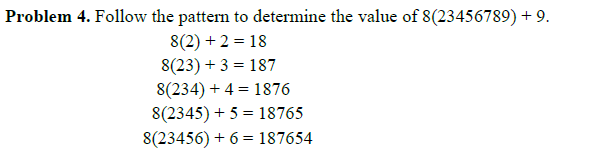 Problem 4. Follow the pattern to determine the value of 8(23456789) + 9.
8(2) + 2 = 18
8(23) + 3 = 187
8(234) + 4 = 1876
8(2345) + 5 = 18765
8(23456) + 6 = 187654